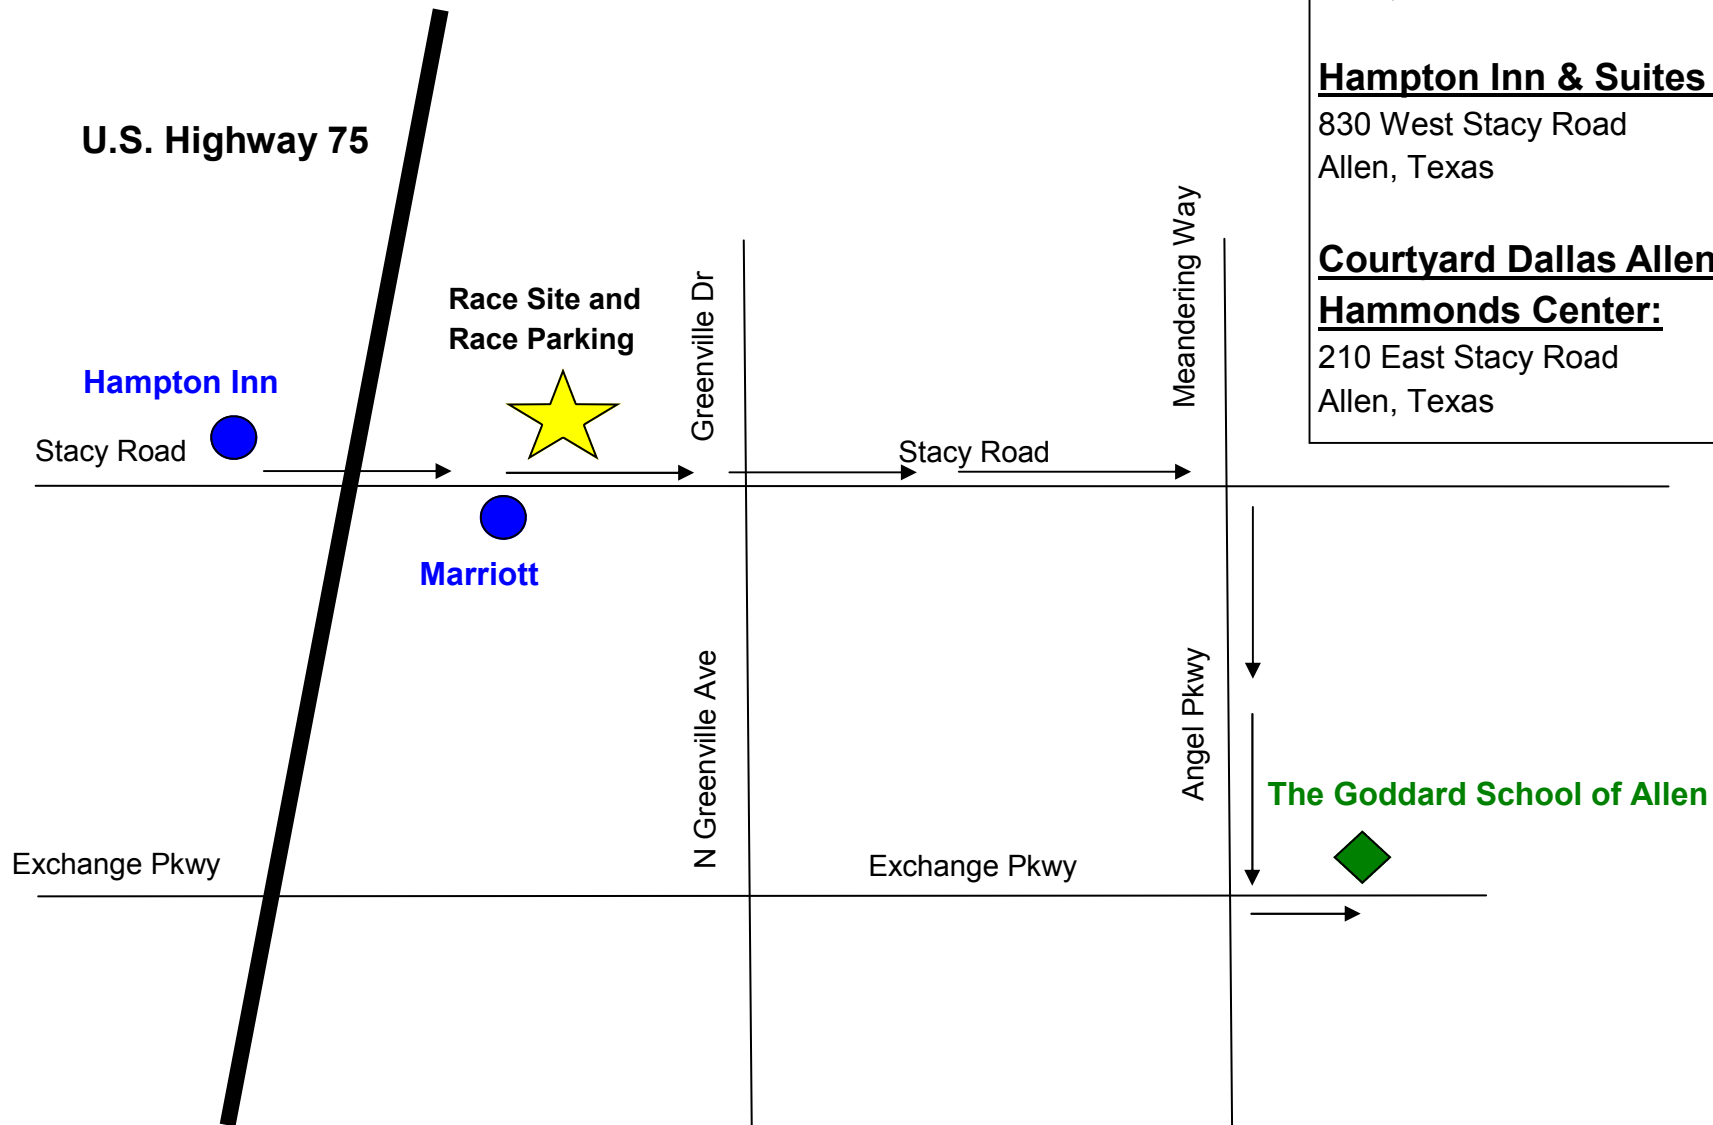 Hampton Inn & Suites
830 West Stacy Road
Allen, Texas
Courtyard Dallas Allen
Hammonds Center:
210 East Stacy Road
Allen, Texas
U.S. Highway 75
Race Site and
Race Parking
Greenville Dr
Meandering Way
Hampton Inn
Stacy Road
Stacy Road
Marriott
N Greenville Ave
Angel Pkwy
The Goddard School of Allen
Exchange Pkwy
Exchange Pkwy